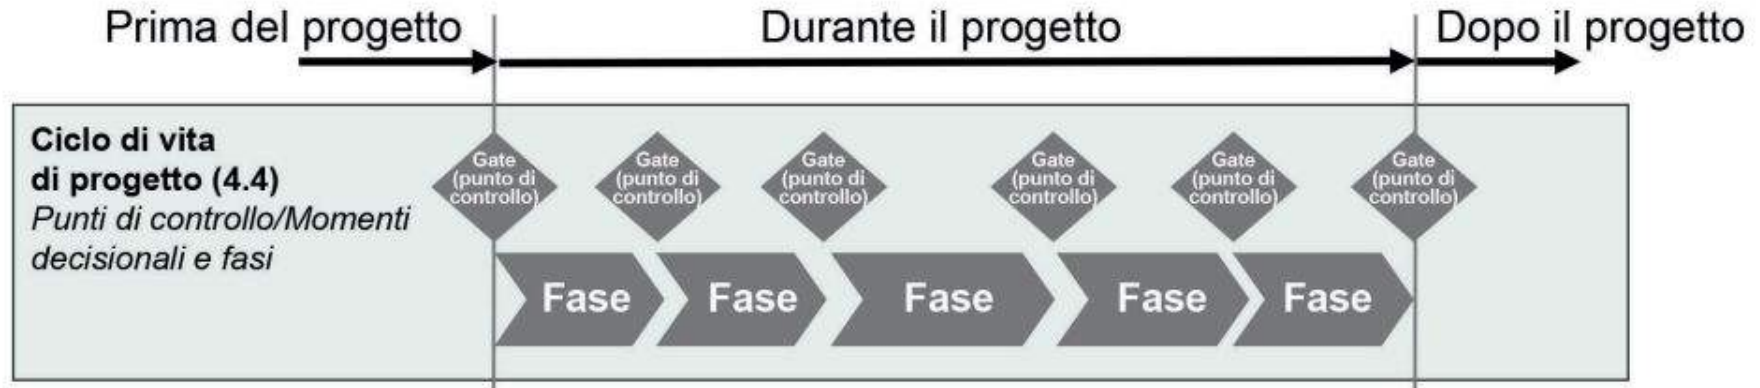 Prima del progetto
Durante il progetto
Dopo il progetto
Ciclo di vita
di progetto (4.4)
Punti di controllo/Momenti
decisionali e fasi
Gate
(punto di
controllo)
Gate
(punto di
controllo)
Gate
(punto di
controllo)
Gate
(punto di
controllo)
Gate
(punto di
controllo)
Gate
(punto di
controllo)
Fase
Fase
Fase
Fase
Fase